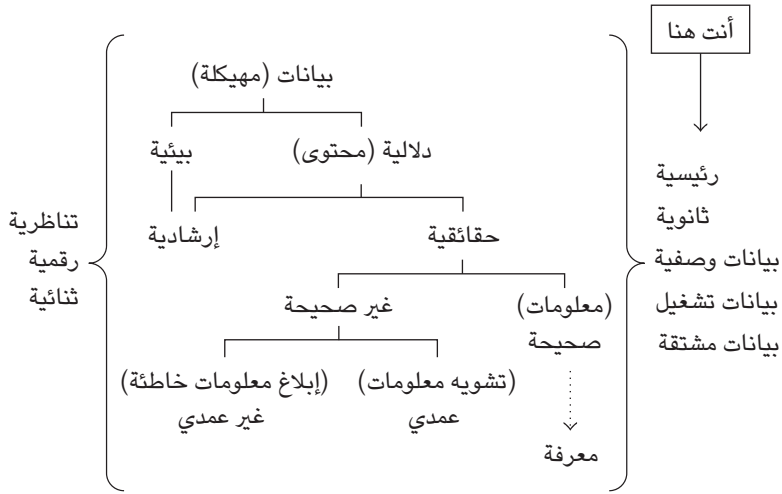 أنت هنا
بيانات (مهيكلة)
دلالية (محتوى)
بيئية
إرشادية
حقائقية
غير صحيحة
(معلومات)
صحيحة
(تشويه معلومات)
عمدي
(إبلاغ معلومات خاطئة)
غير عمدي
معرفة
رئيسية
ثانوية
بيانات وصفية
بيانات تشغيل
بيانات مشتقة
تناظرية
رقمية
ثنائية